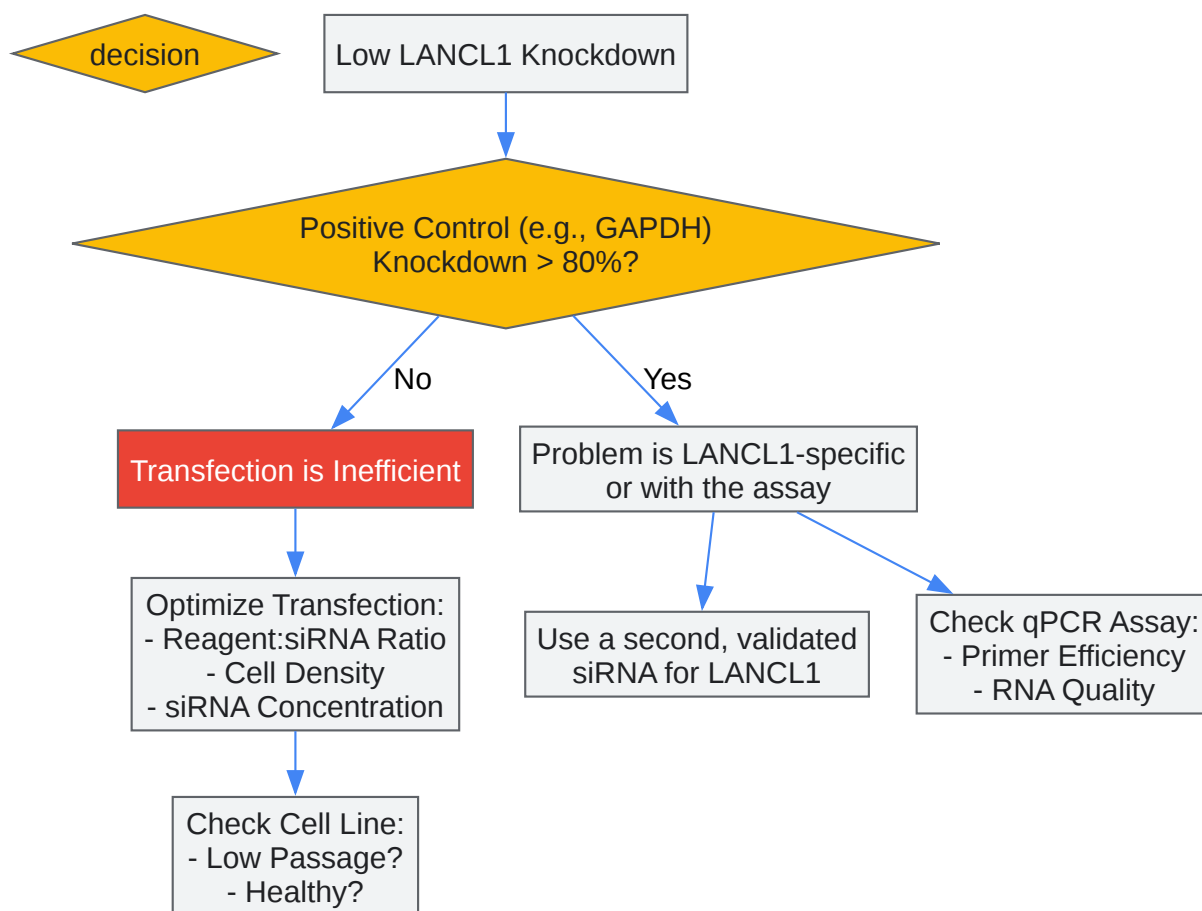 decision
Low LANCL1 Knockdown
Positive Control (e.g., GAPDH)
Knockdown > 80%?
No
Yes
Transfection is Inefficient
Problem is LANCL1-specific
or with the assay
Optimize Transfection:
- Reagent:siRNA Ratio
- Cell Density
- siRNA Concentration
Use a second, validated
siRNA for LANCL1
Check qPCR Assay:
- Primer Efficiency
- RNA Quality
Check Cell Line:
- Low Passage?
- Healthy?